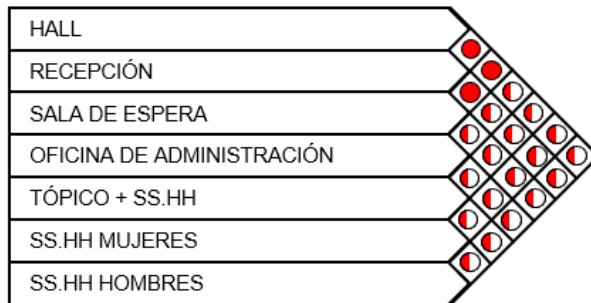 HALL
RECEPCIÓN
SALA DE ESPERA
OFICINA DE ADMINISTRACIÓN
TÓPICO + SS.HH
SS.HH MUJERES
SS.HH HOMBRES